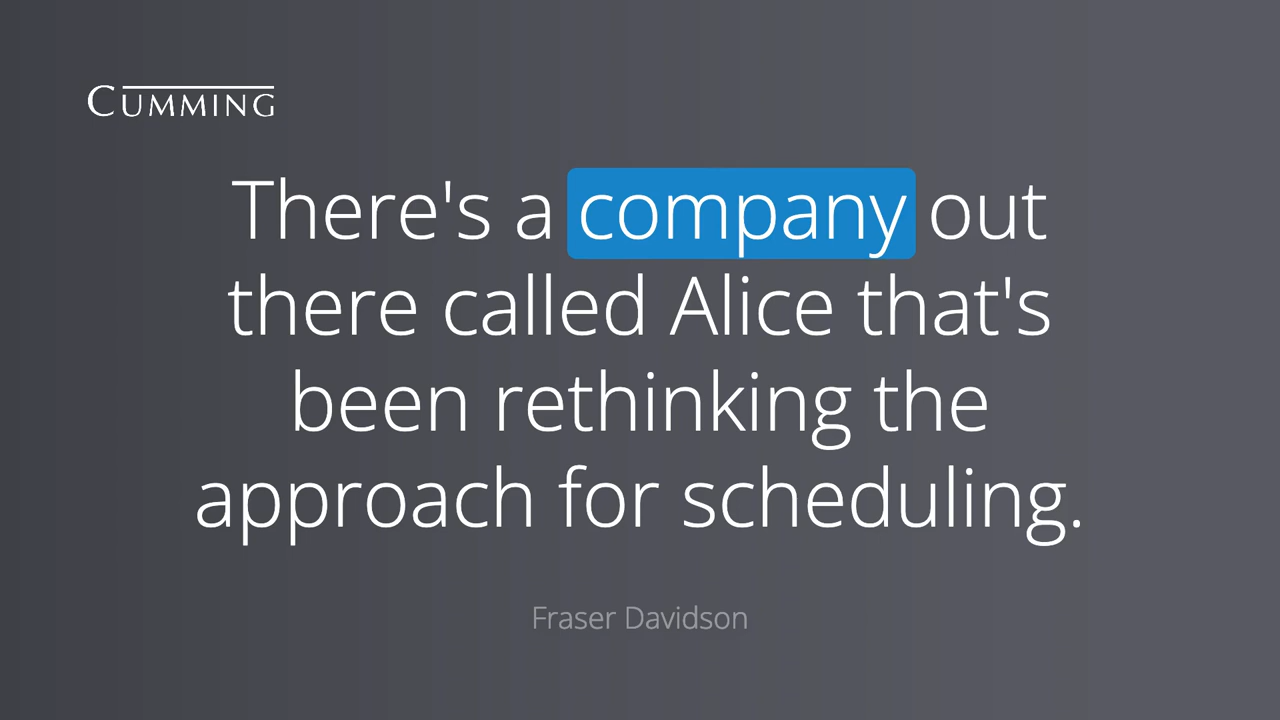 CUMMING
There's a company out
there called Alice that's
been rethinking the
approach for scheduling.
Fraser Davidson